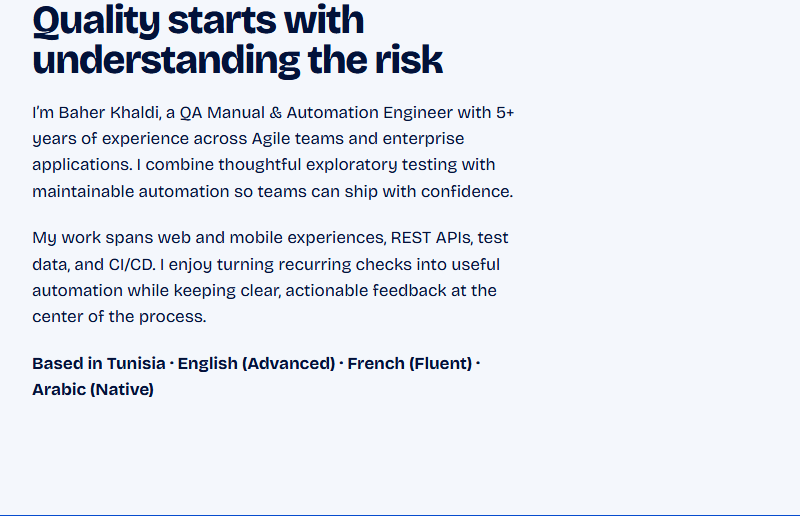 Quality starts with
understanding the risk
I'm Baher Khaldi, a QA Manual & Automation Engineer with 5+
years of experience across Agile teams and enterprise
applications. I combine thoughtful exploratory testing with
maintainable automation so teams can ship with confidence.
My work spans web and mobile experiences, REST APIs, test
data, and CI/CD. I enjoy turning recurring checks into useful
automation while keeping clear, actionable feedback at the
center of the process.
Based in Tunisia · English (Advanced) · French (Fluent) ·
Arabic (Native)